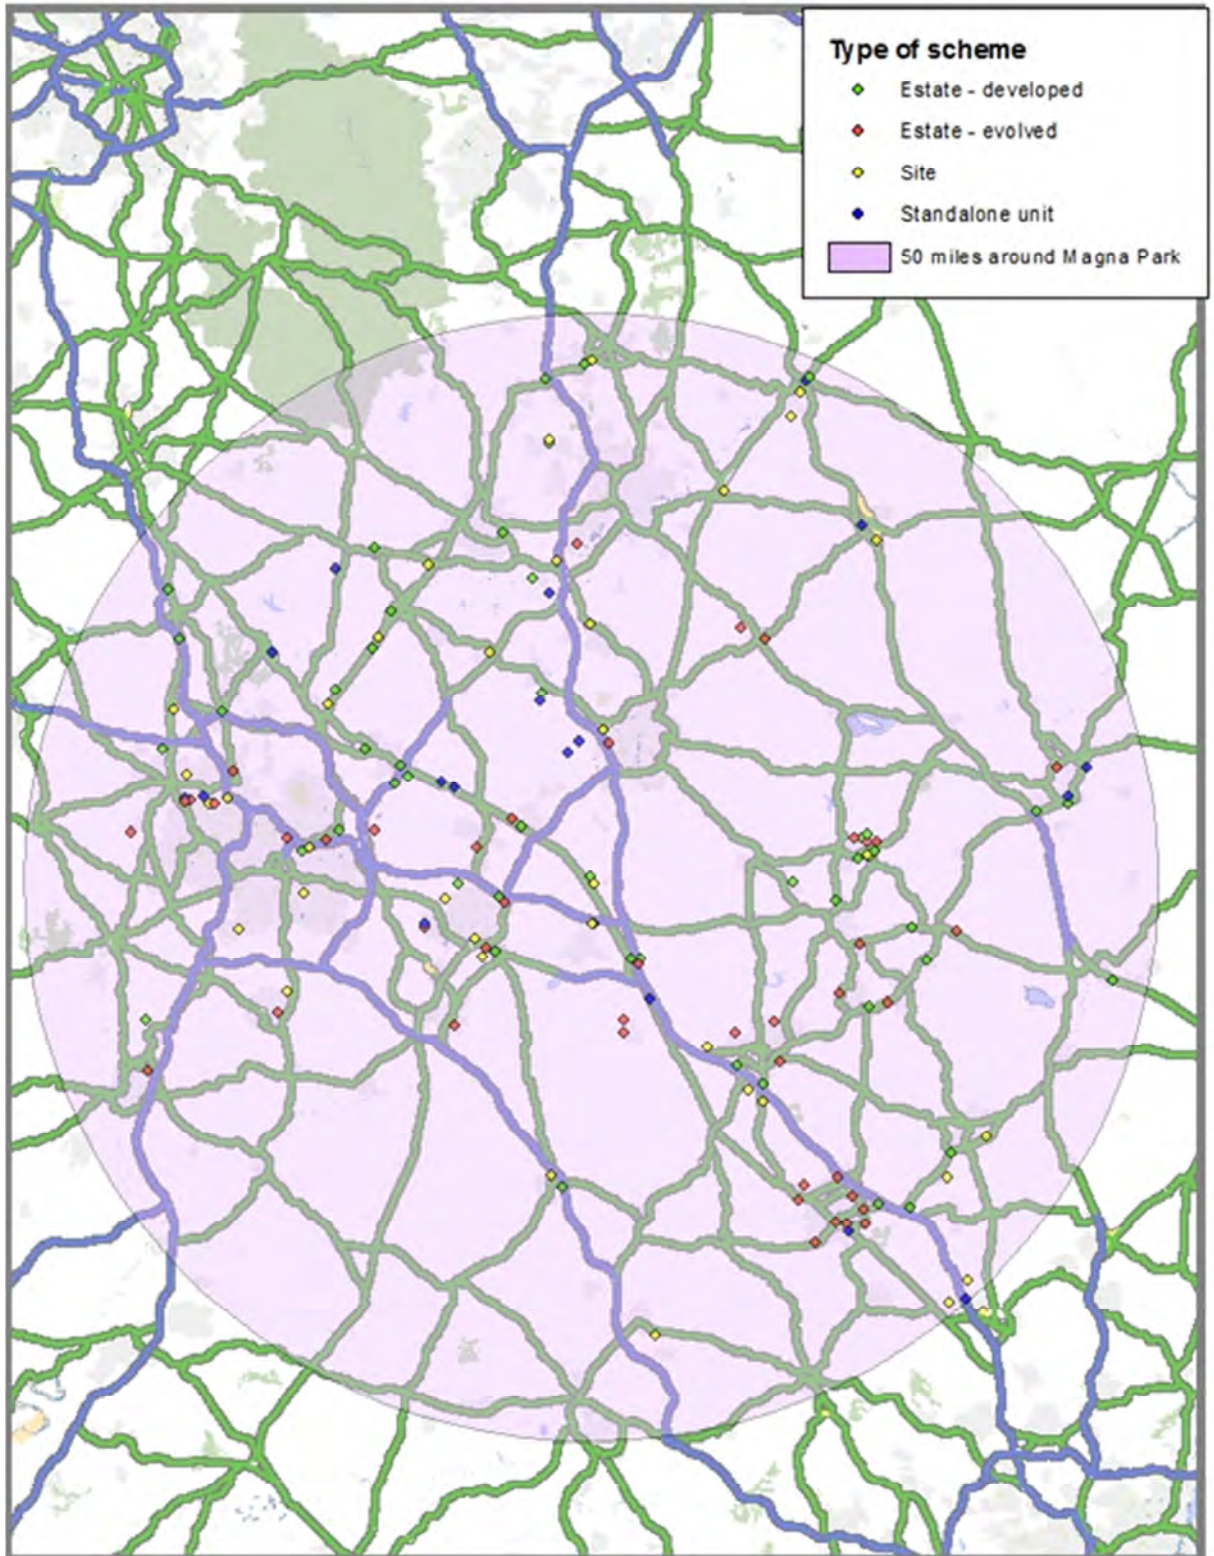 Type of scheme
Estate - developed
Estate - evolved
Site
Standalone unit
50 miles around Magna Park